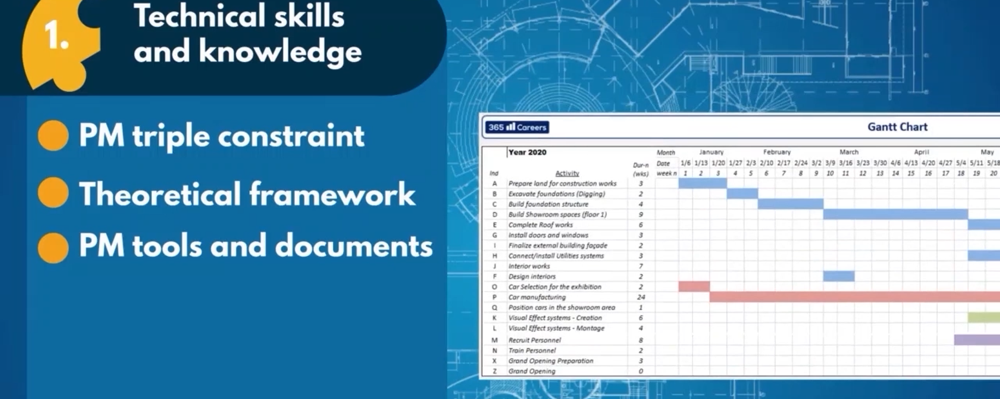 1.
Technical skills
and knowledge
PM triple constraint
Theoretical framework
PM tools and documents
365 Careers
Gantt Chart
Year 2020 Month January February March April May
Dur-n Date 1/6 1/13 1/20 1/27 2/3 2/10 2/17 2/24 3/2 3/9 3/16 3/23 3/30 4/6 4/13 4/20 4/27 5/4 5/11 5/18
Ind Activity (wks) week n 1 2 3 4 5 6 7 8 9 10 11 12 13 14 15 16 17 18 19 20
A Prepare land for construction works 3
B Excavate foundations (Digging) 2
C Build foundation structure 4
D Build Showroom spaces (floor 1) 9
E Complete Roof works 6
G Install doors and windows 3
I Finalize external building façade 2
H Connect/install Utilities systems 3
J Interior works 7
F Design interiors 2
O Car Selection for the exhibition 2
P Car manufacturing 24
Q Position cars in the showroom area 1
K Visual Effect systems - Creation 6
L Visual Effect systems - Montage 4
M Recruit Personnel 8
N Train Personnel 2
X Grand Opening Preparation 3
Z Grand Opening 0